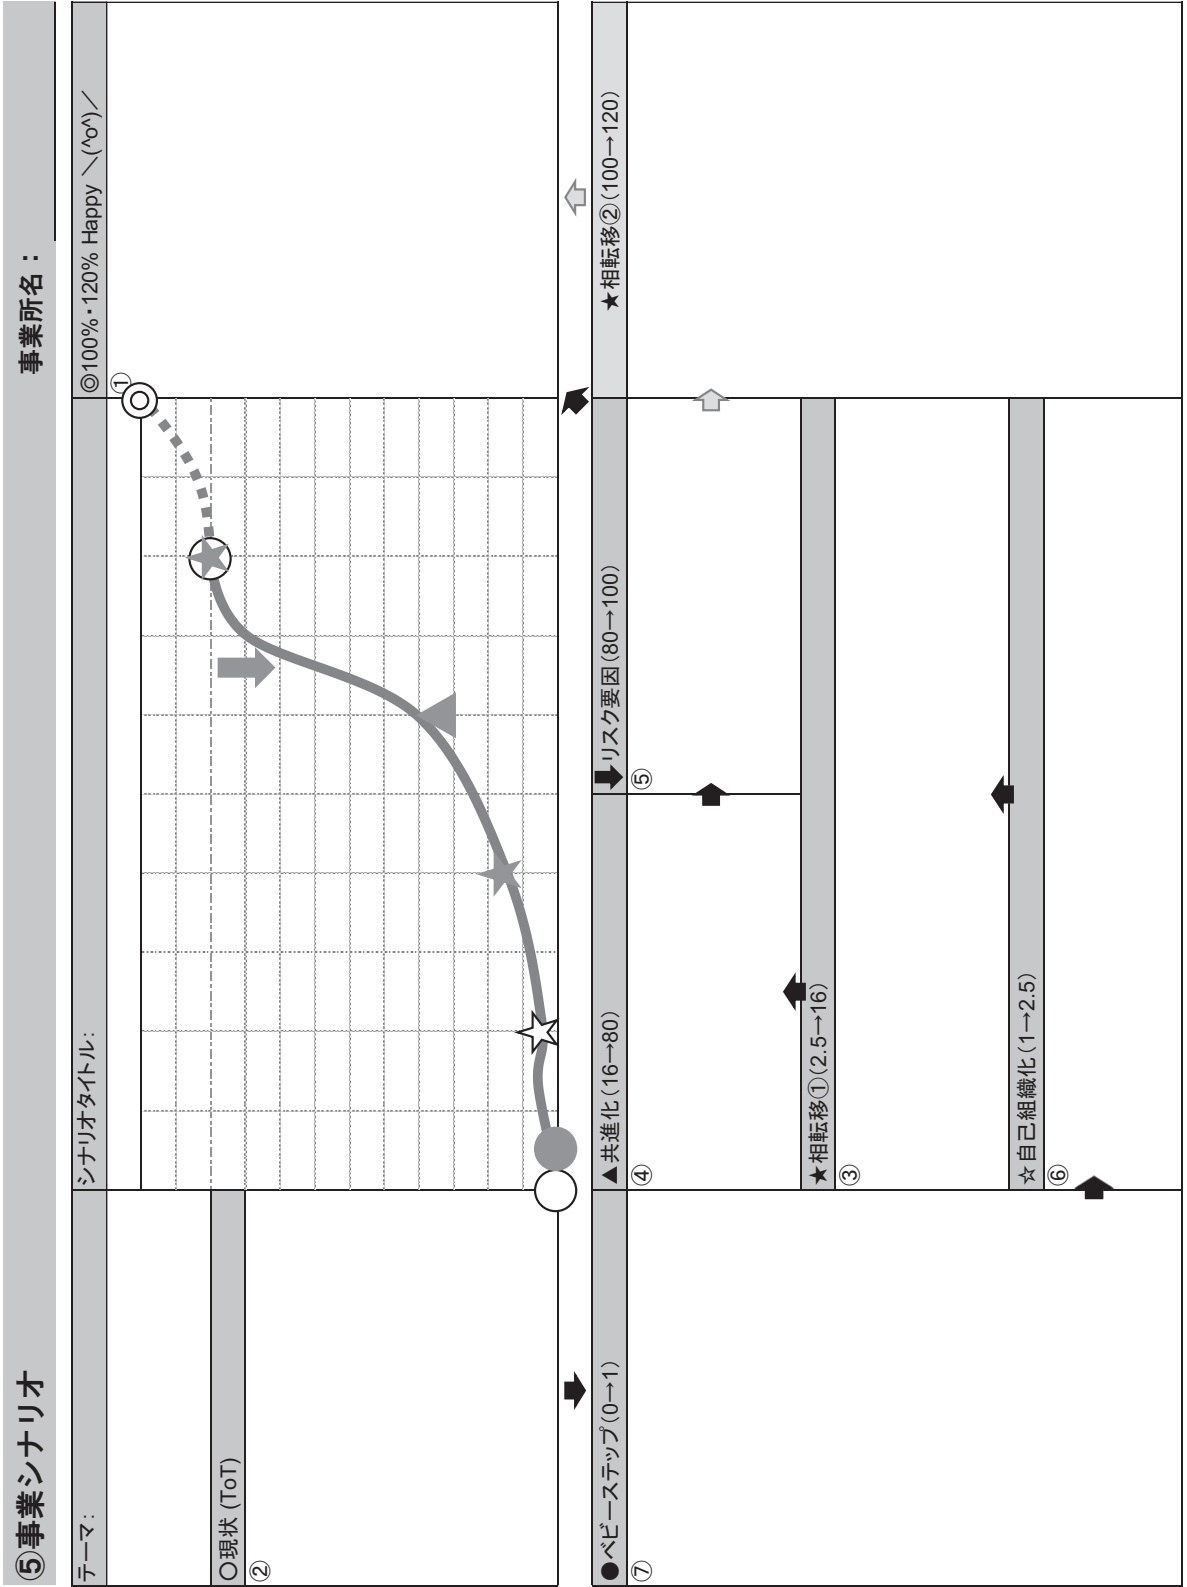 ⑤事業シナリオ
事業所名：
テーマ：
シナリオタイトル：
◎100%・120% Happy ＼(^o^)／
①
○現状 (ToT)
②
●ベビーステップ(0→1)
⑦
▲共進化(16→80)
④
↓リスク要因(80→100)
⑤
★相転移②(100→120)
★相転移①(2.5→16)
③
☆自己組織化(1→2.5)
⑥